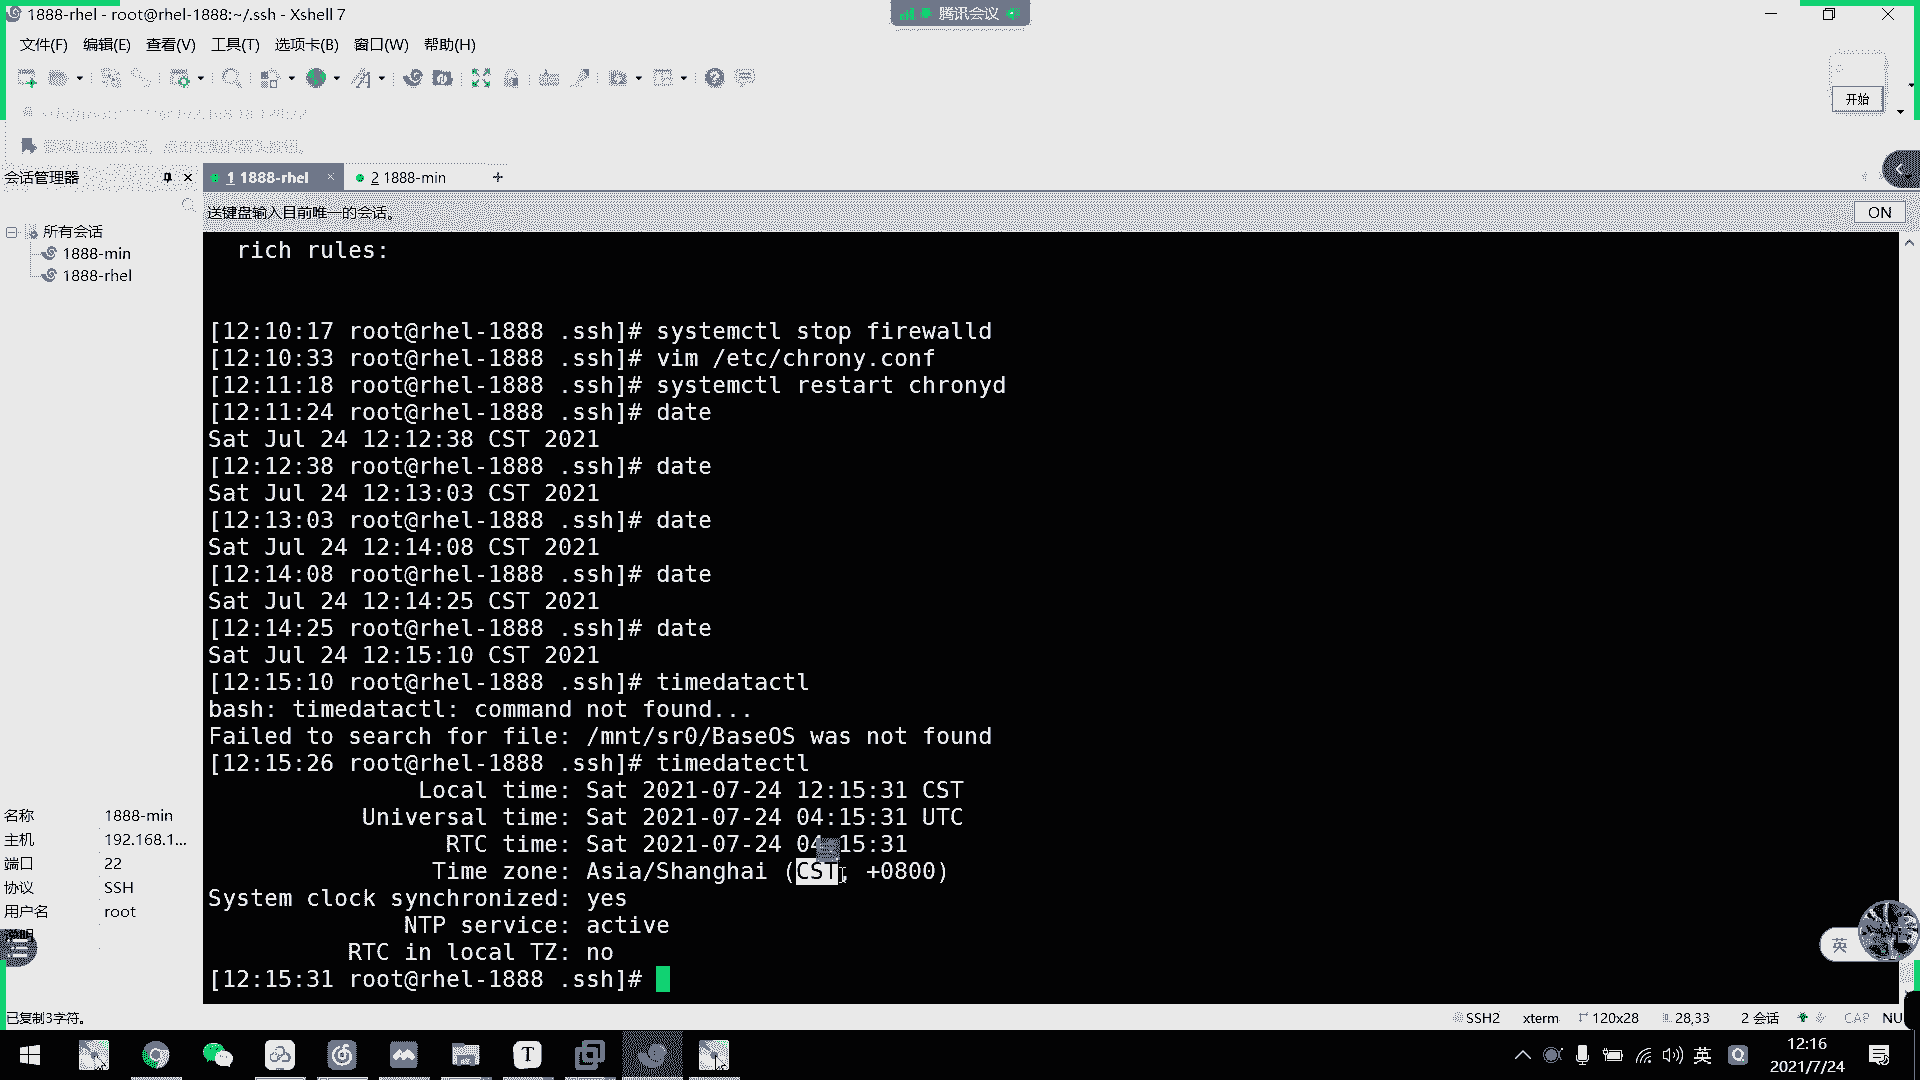 1888-rhel - root@rhel-1888:~/.ssh - Xshell 7
腾讯会议
文件(F) 编辑(E) 查看(V) 工具(T) 选项卡(B) 窗口(W) 帮助(H)
开始
会话管理器
1 1888-rhel
2 1888-min
送键盘输入目前唯一的会话。
ON
所有会话
1888-min
1888-rhel
rich rules:
[12:10:17 root@rhel-1888 .ssh]# systemctl stop firewalld
[12:10:33 root@rhel-1888 .ssh]# vim /etc/chrony.conf
[12:11:18 root@rhel-1888 .ssh]# systemctl restart chronyd
[12:11:24 root@rhel-1888 .ssh]# date
Sat Jul 24 12:12:38 CST 2021
[12:12:38 root@rhel-1888 .ssh]# date
Sat Jul 24 12:13:03 CST 2021
[12:13:03 root@rhel-1888 .ssh]# date
Sat Jul 24 12:14:08 CST 2021
[12:14:08 root@rhel-1888 .ssh]# date
Sat Jul 24 12:14:25 CST 2021
[12:14:25 root@rhel-1888 .ssh]# date
Sat Jul 24 12:15:10 CST 2021
[12:15:10 root@rhel-1888 .ssh]# timedatactl
bash: timedatactl: command not found...
Failed to search for file: /mnt/sr0/BaseOS was not found
[12:15:26 root@rhel-1888 .ssh]# timedatectl
Local time: Sat 2021-07-24 12:15:31 CST
Universal time: Sat 2021-07-24 04:15:31 UTC
RTC time: Sat 2021-07-24 04:15:31
Time zone: Asia/Shanghai (CST, +0800)
System clock synchronized: yes
NTP service: active
RTC in local TZ: no
[12:15:31 root@rhel-1888 .ssh]#
名称 1888-min
主机 192.168.1...
端口 22
协议 SSH
用户名 root
说明
英
已复制3字符。
SSH2 xterm 120x28 28,33 2 会话 CAP NU
英
12:16
2021/7/24